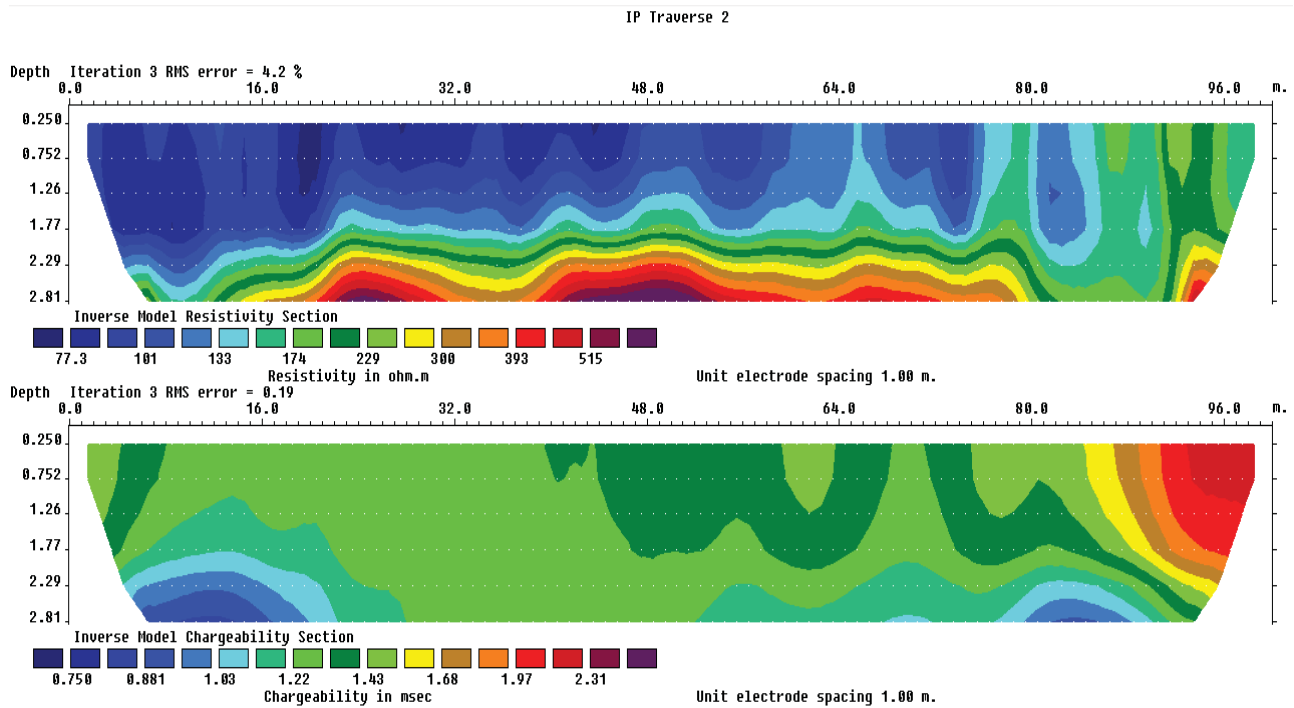 IP Traverse 2
Depth Iteration 3 RMS error = 4.2 %
0.0 16.0 32.0 48.0 64.0 80.0 96.0 m.
0.250
0.752
1.26
1.77
2.29
2.81
Inverse Model Resistivity Section
77.3 101 133 174 229 300 393 515
Resistivity in ohm.m Unit electrode spacing 1.00 m.
Depth Iteration 3 RMS error = 0.19
0.0 16.0 32.0 48.0 64.0 80.0 96.0 m.
0.250
0.752
1.26
1.77
2.29
2.81
Inverse Model Chargeability Section
0.750 0.881 1.03 1.22 1.43 1.68 1.97 2.31
Chargeability in msec Unit electrode spacing 1.00 m.